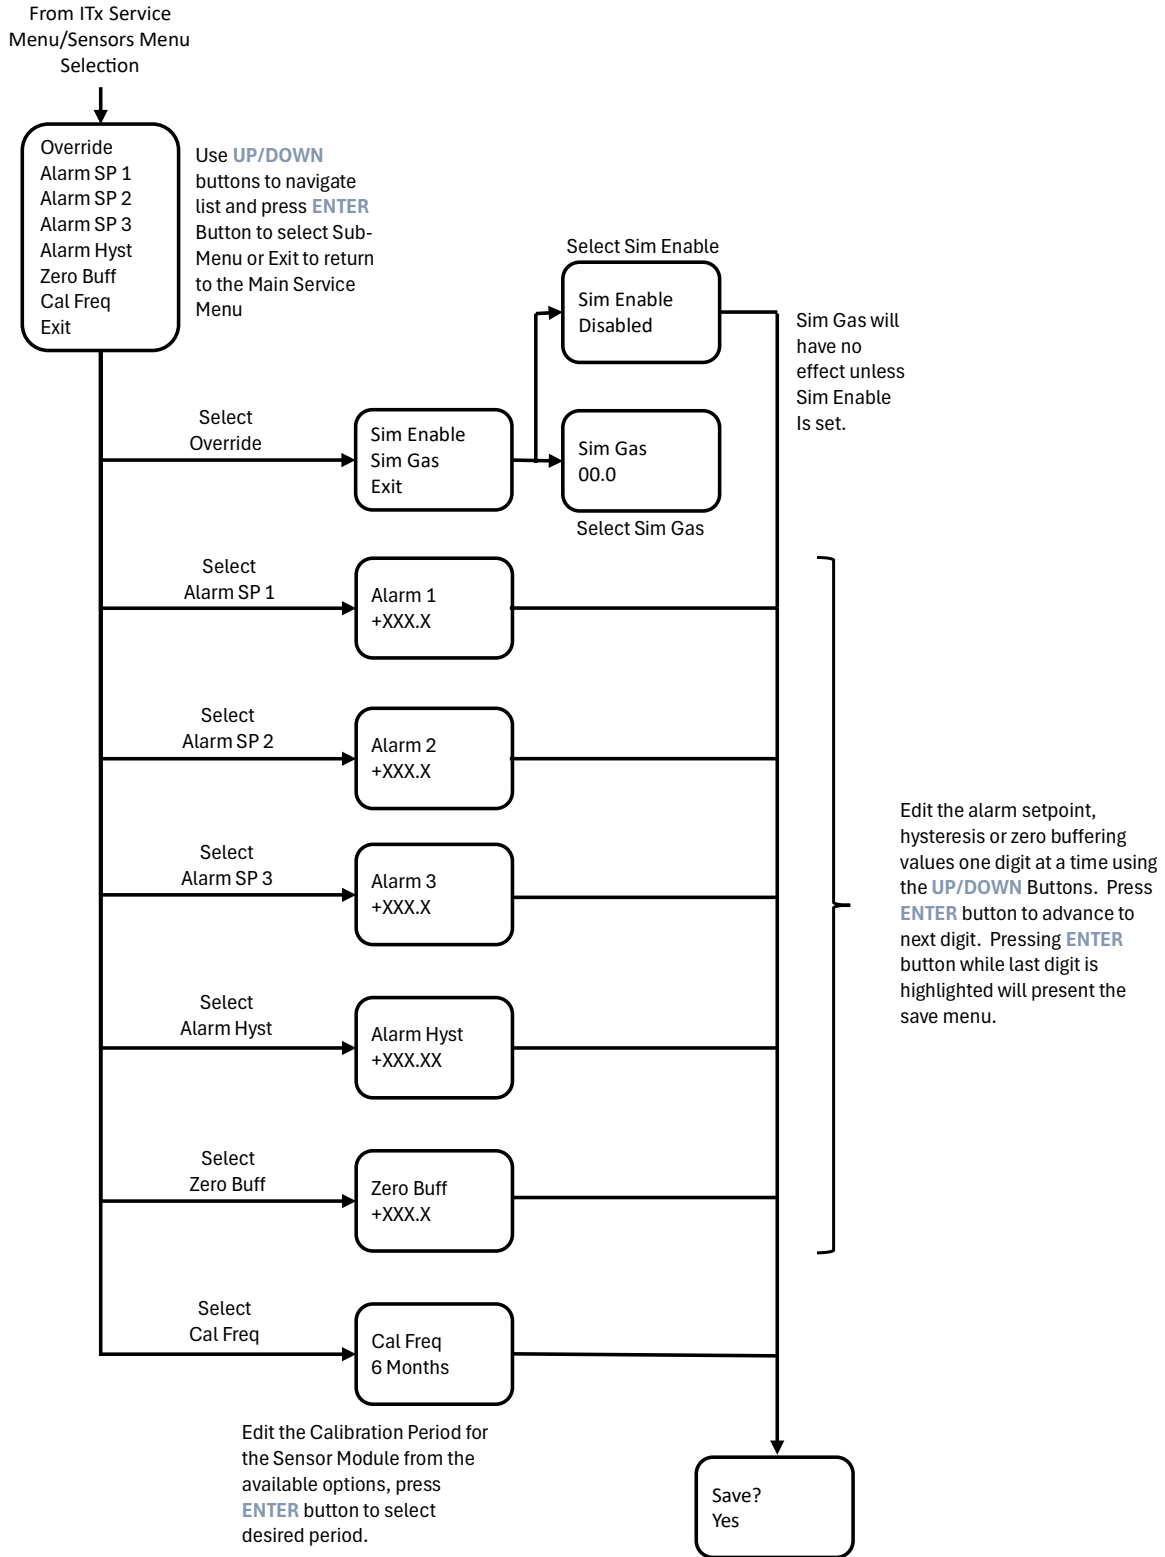 From ITx Service
Menu/Sensors Menu
Selection
Override
Alarm SP 1
Alarm SP 2
Alarm SP 3
Alarm Hyst
Zero Buff
Cal Freq
Exit
Use UP/DOWN
buttons to navigate
list and press ENTER
Button to select Sub-
Menu or Exit to return
to the Main Service
Menu
Select Sim Enable
Sim Enable
Disabled
Sim Gas will
have no
effect unless
Sim Enable
Is set.
Select
Override
Sim Enable
Sim Gas
Exit
Sim Gas
00.0
Select Sim Gas
Select
Alarm SP 1
Alarm 1
+XXX.X
Select
Alarm SP 2
Alarm 2
+XXX.X
Select
Alarm SP 3
Alarm 3
+XXX.X
Edit the alarm setpoint,
hysteresis or zero buffering
values one digit at a time using
the UP/DOWN Buttons. Press
ENTER button to advance to
next digit. Pressing ENTER
button while last digit is
highlighted will present the
save menu.
Select
Alarm Hyst
Alarm Hyst
+XXX.XX
Select
Zero Buff
Zero Buff
+XXX.X
Select
Cal Freq
Cal Freq
6 Months
Edit the Calibration Period for
the Sensor Module from the
available options, press
ENTER button to select
desired period.
Save?
Yes